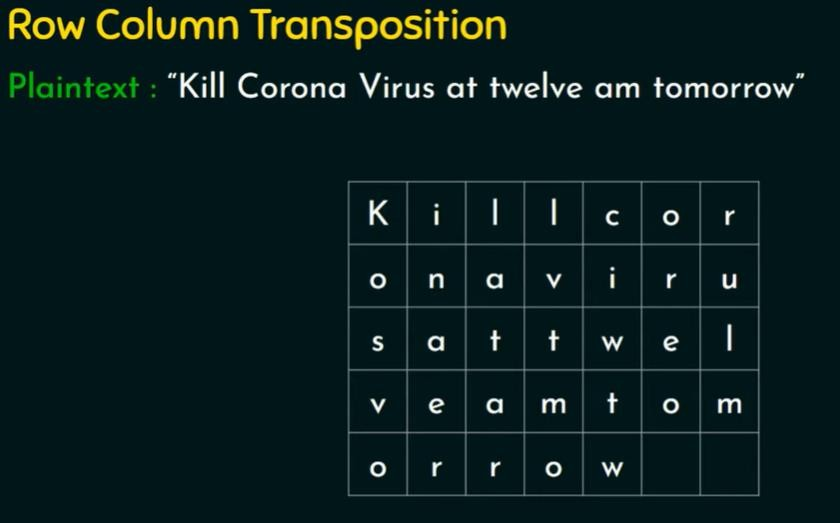 Row Column Transposition
Plaintext : “Kill Corona Virus at twelve am tomorrow”
K i l l c o r
o n a v i r u
s a t t w e l
v e a m t o m
o r r o w